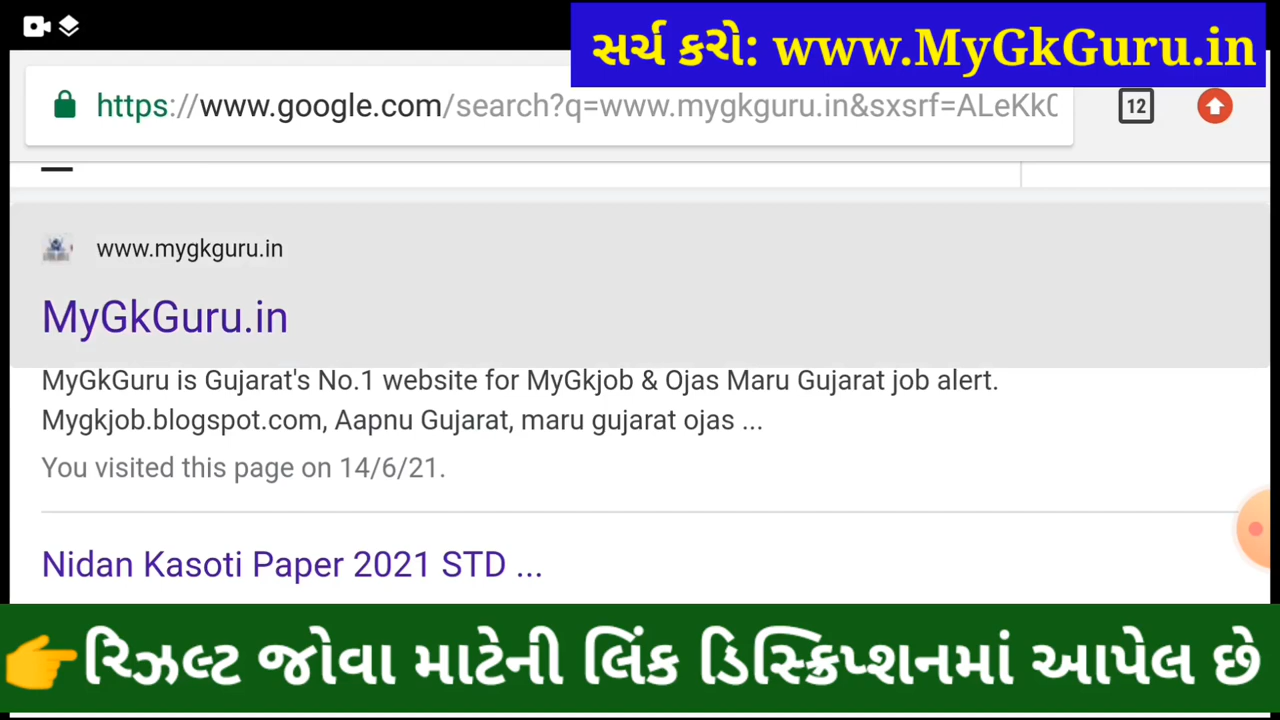 સર્ચ કરો: www.MyGkGuru.in
https://www.google.com/search?q=www.mygkguru.in&sxsrf=ALeKk0
12
www.mygkguru.in
MyGkGuru.in
MyGkGuru is Gujarat's No.1 website for MyGkjob & Ojas Maru Gujarat job alert.
Mygkjob.blogspot.com, Aapnu Gujarat, maru gujarat ojas ...
You visited this page on 14/6/21.
Nidan Kasoti Paper 2021 STD ...
👉રિઝલ્ટ જોવા માટેની લિંક ડિસ્ક્રિપ્શનમાં આપેલ છે